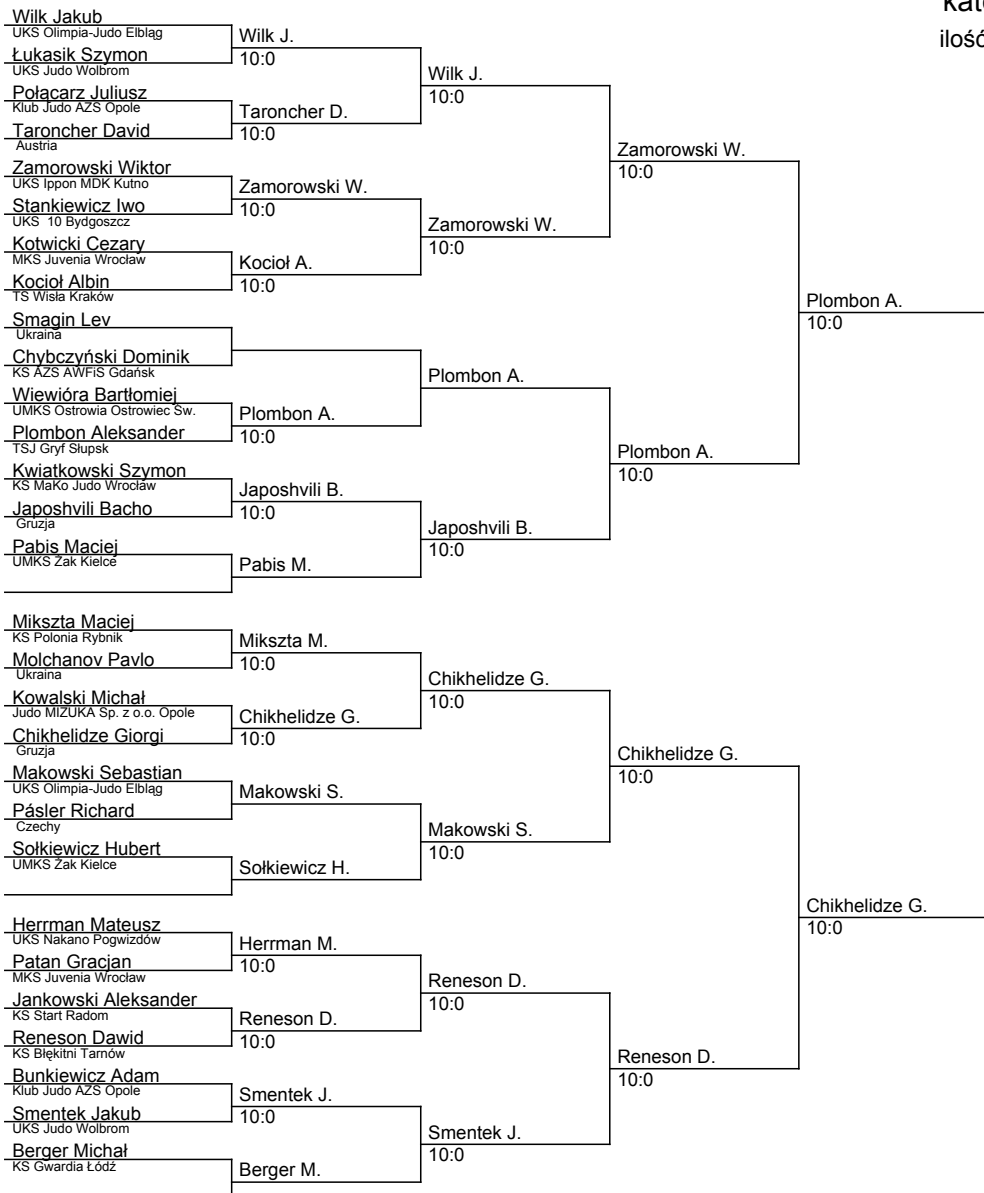 kate
ilość
Wilk Jakub
UKS Olimpia-Judo Elbląg
Łukasik Szymon
UKS Judo Wolbrom
Połącarz Juliusz
Klub Judo AZS Opole
Taroncher David
Austria
Zamorowski Wiktor
UKS Ippon MDK Kutno
Stankiewicz Iwo
UKS 10 Bydgoszcz
Kotwicki Cezary
MKS Juvenia Wrocław
Kocioł Albin
TS Wisła Kraków
Smagin Lev
Ukraina
Chybczyński Dominik
KS AZS AWFiS Gdańsk
Wiewióra Bartłomiej
UMKS Ostrowia Ostrowiec Św.
Plombon Aleksander
TSJ Gryf Słupsk
Kwiatkowski Szymon
KS MaKo Judo Wrocław
Japoshvili Bacho
Gruzja
Pabis Maciej
UMKS Żak Kielce
Mikszta Maciej
KS Polonia Rybnik
Molchanov Pavlo
Ukraina
Kowalski Michał
Judo MIZUKA Sp. z o.o. Opole
Chikhelidze Giorgi
Gruzja
Makowski Sebastian
UKS Olimpia-Judo Elbląg
Pásler Richard
Czechy
Sołkiewicz Hubert
UMKS Żak Kielce
Herrman Mateusz
UKS Nakano Pogwizdów
Patan Gracjan
MKS Juvenia Wrocław
Jankowski Aleksander
KS Start Radom
Reneson Dawid
KS Błękitni Tarnów
Bunkiewicz Adam
Klub Judo AZS Opole
Smentek Jakub
UKS Judo Wolbrom
Berger Michał
KS Gwardia Łódź
Wilk J.
10:0
Taroncher D.
10:0
Zamorowski W.
10:0
Kocioł A.
10:0
Plombon A.
10:0
Japoshvili B.
10:0
Pabis M.
Mikszta M.
10:0
Chikhelidze G.
10:0
Makowski S.
Sołkiewicz H.
Herrman M.
10:0
Reneson D.
10:0
Smentek J.
10:0
Berger M.
Wilk J.
10:0
Zamorowski W.
10:0
Plombon A.
Japoshvili B.
10:0
Chikhelidze G.
10:0
Makowski S.
10:0
Reneson D.
10:0
Smentek J.
10:0
Zamorowski W.
10:0
Plombon A.
10:0
Chikhelidze G.
10:0
Reneson D.
10:0
Plombon A.
10:0
Chikhelidze G.
10:0